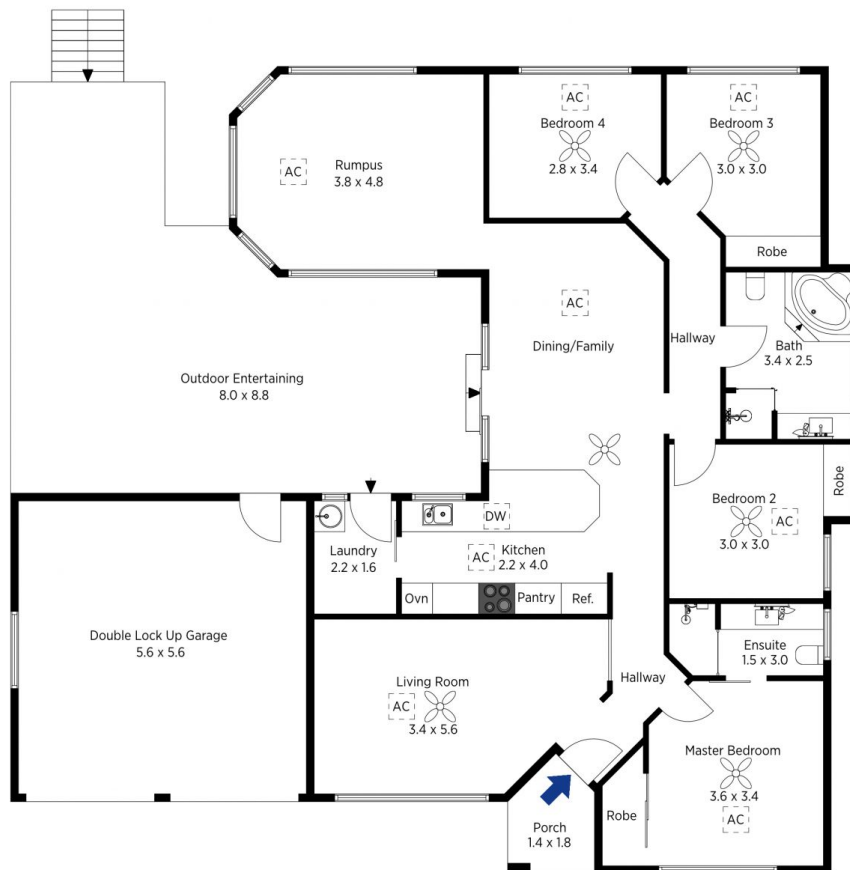 AC
Bedroom 4
2.8 x 3.4
AC
Bedroom 3
3.0 x 3.0
Robe
AC
Rumpus
3.8 x 4.8
AC
Dining/Family
Hallway
Bath
3.4 x 2.5
Outdoor Entertaining
8.0 x 8.8
Bedroom 2
3.0 x 3.0
AC
Robe
DW
Laundry
2.2 x 1.6
AC
Kitchen
2.2 x 4.0
Ovn
Pantry
Ref.
Double Lock Up Garage
5.6 x 5.6
Ensuite
1.5 x 3.0
Living Room
AC
3.4 x 5.6
Hallway
Master Bedroom
3.6 x 3.4
AC
Robe
Porch
1.4 x 1.8